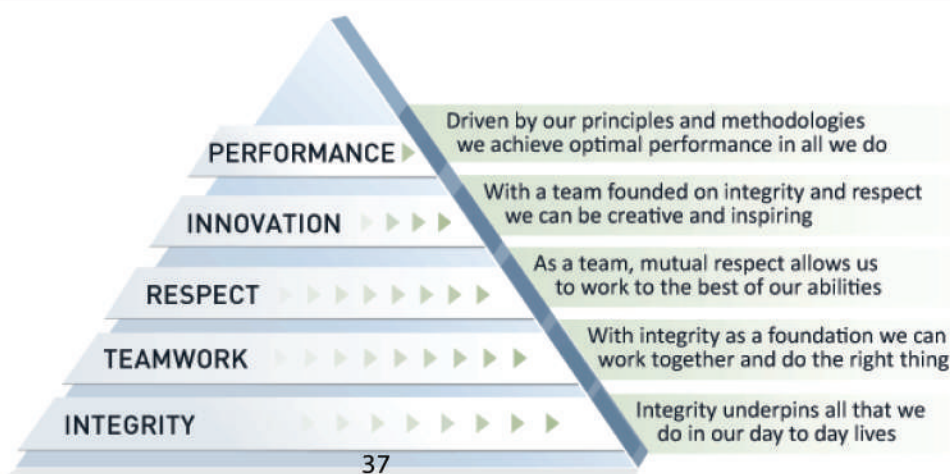 PERFORMANCE
Driven by our principles and methodologies
we achieve optimal performance in all we do
INNOVATION
With a team founded on integrity and respect
we can be creative and inspiring
RESPECT
As a team, mutual respect allows us
to work to the best of our abilities
TEAMWORK
With integrity as a foundation we can
work together and do the right thing
INTEGRITY
Integrity underpins all that we
do in our day to day lives
37